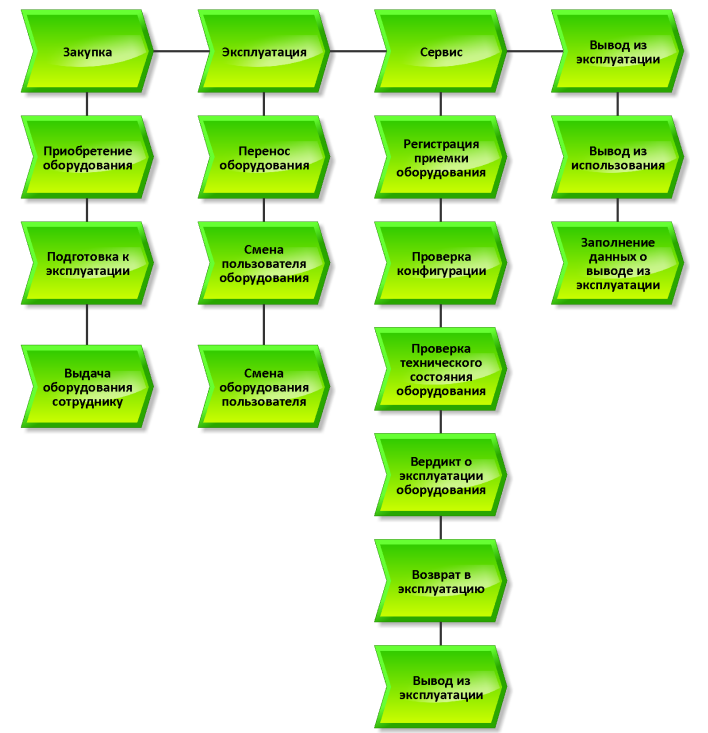 Закупка
Эксплуатация
Сервис
Вывод из
эксплуатации
Приобретение
оборудования
Перенос
оборудования
Регистрация
приемки
оборудования
Вывод из
использования
Подготовка к
эксплуатации
Смена
пользователя
оборудования
Проверка
конфигурации
Заполнение
данных о
выводе из
эксплуатации
Выдача
оборудования
сотруднику
Смена
оборудования
пользователя
Проверка
технического
состояния
оборудования
Вердикт о
эксплуатации
оборудования
Возврат в
эксплуатацию
Вывод из
эксплуатации